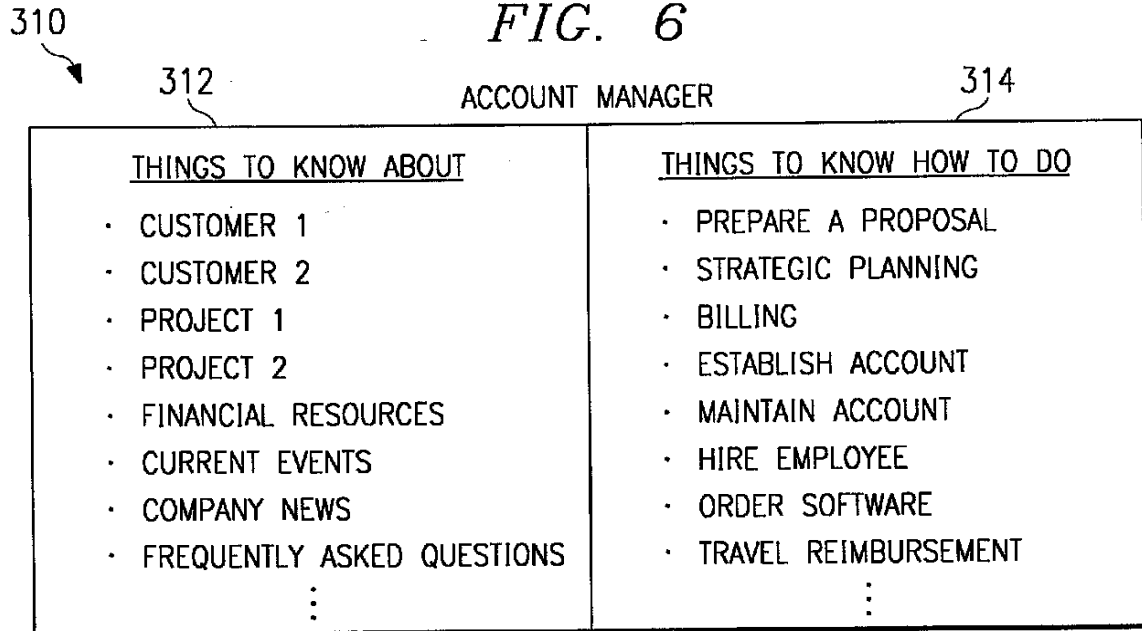 FIG. 6
310
312
ACCOUNT MANAGER
314
THINGS TO KNOW ABOUT
· CUSTOMER 1
· CUSTOMER 2
· PROJECT 1
· PROJECT 2
· FINANCIAL RESOURCES
· CURRENT EVENTS
· COMPANY NEWS
· FREQUENTLY ASKED QUESTIONS
⋮
THINGS TO KNOW HOW TO DO
· PREPARE A PROPOSAL
· STRATEGIC PLANNING
· BILLING
· ESTABLISH ACCOUNT
· MAINTAIN ACCOUNT
· HIRE EMPLOYEE
· ORDER SOFTWARE
· TRAVEL REIMBURSEMENT
⋮